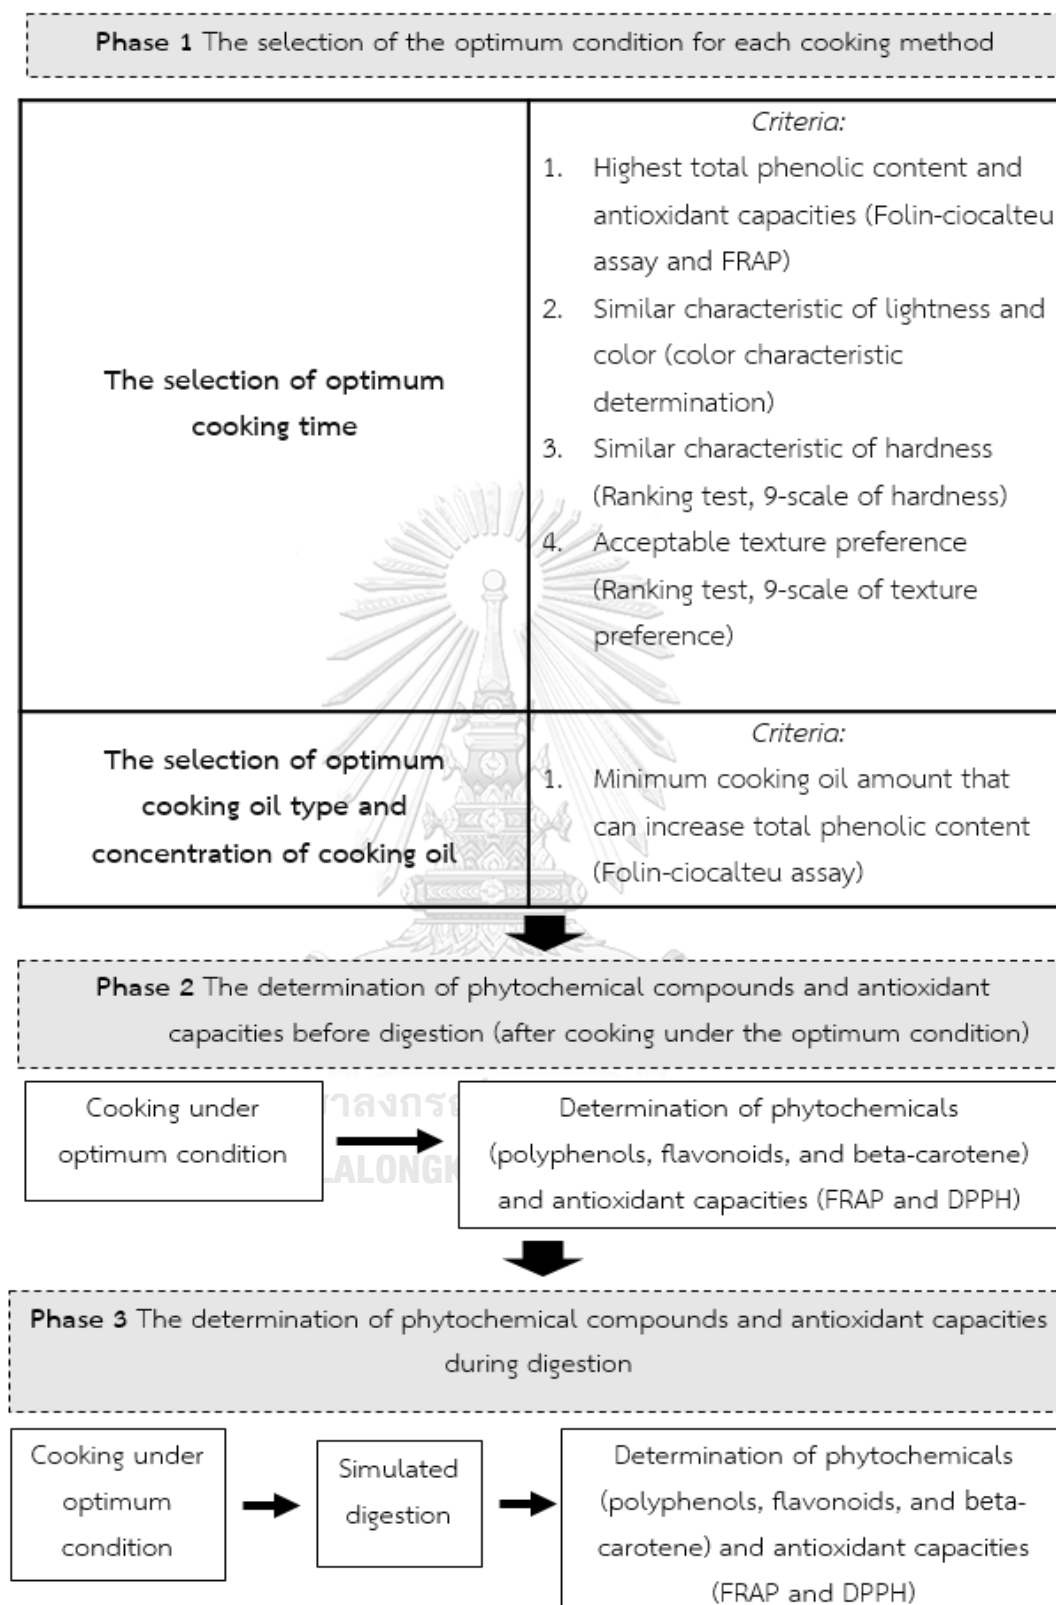 Phase 1 The selection of the optimum condition for each cooking method
The selection of optimum
cooking time
Criteria:
1. Highest total phenolic content and
antioxidant capacities (Folin-ciocalteu
assay and FRAP)
2. Similar characteristic of lightness and
color (color characteristic
determination)
3. Similar characteristic of hardness
(Ranking test, 9-scale of hardness)
4. Acceptable texture preference
(Ranking test, 9-scale of texture
preference)
The selection of optimum
cooking oil type and
concentration of cooking oil
Criteria:
1. Minimum cooking oil amount that
can increase total phenolic content
(Folin-ciocalteu assay)
Phase 2 The determination of phytochemical compounds and antioxidant
capacities before digestion (after cooking under the optimum condition)
Cooking under
optimum condition
Determination of phytochemicals
(polyphenols, flavonoids, and beta-carotene)
and antioxidant capacities (FRAP and DPPH)
Phase 3 The determination of phytochemical compounds and antioxidant capacities
during digestion
Cooking under
optimum
condition
Simulated
digestion
Determination of phytochemicals
(polyphenols, flavonoids, and beta-
carotene) and antioxidant capacities
(FRAP and DPPH)